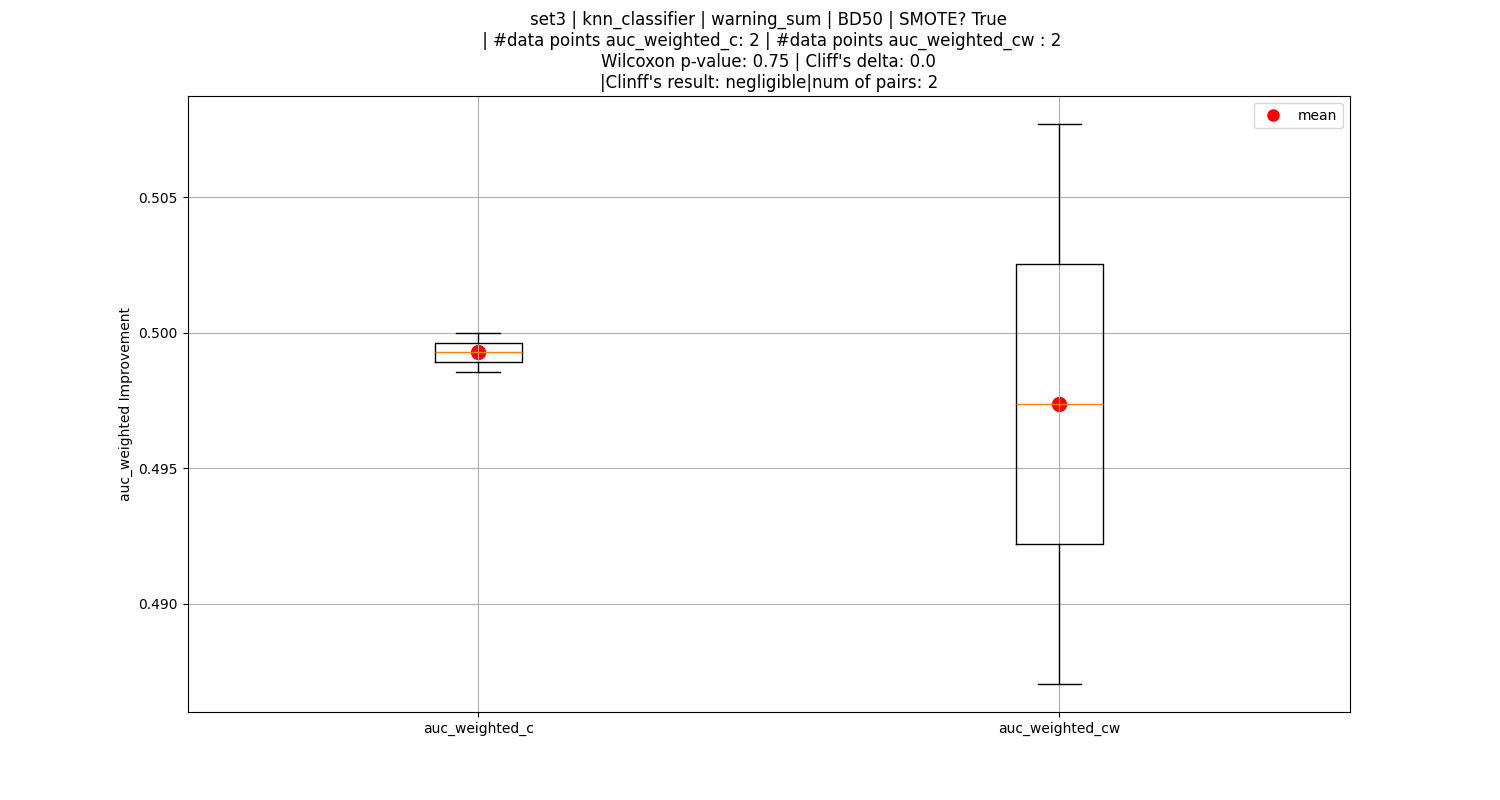 set3 | knn_classifier | warning_sum | BD50 | SMOTE? True
| #data points auc_weighted_c: 2 | #data points auc_weighted_cw : 2
Wilcoxon p-value: 0.75 | Cliff's delta: 0.0
|Clinff's result: negligible|num of pairs: 2
mean
0.505
0.500
0.495
0.490
auc_weighted Improvement
auc_weighted_c
auc_weighted_cw